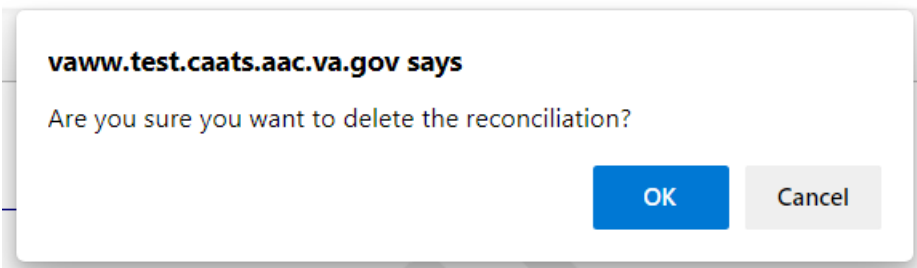 vaww.test.caats.aac.va.gov says
Are you sure you want to delete the reconciliation?
OK Cancel